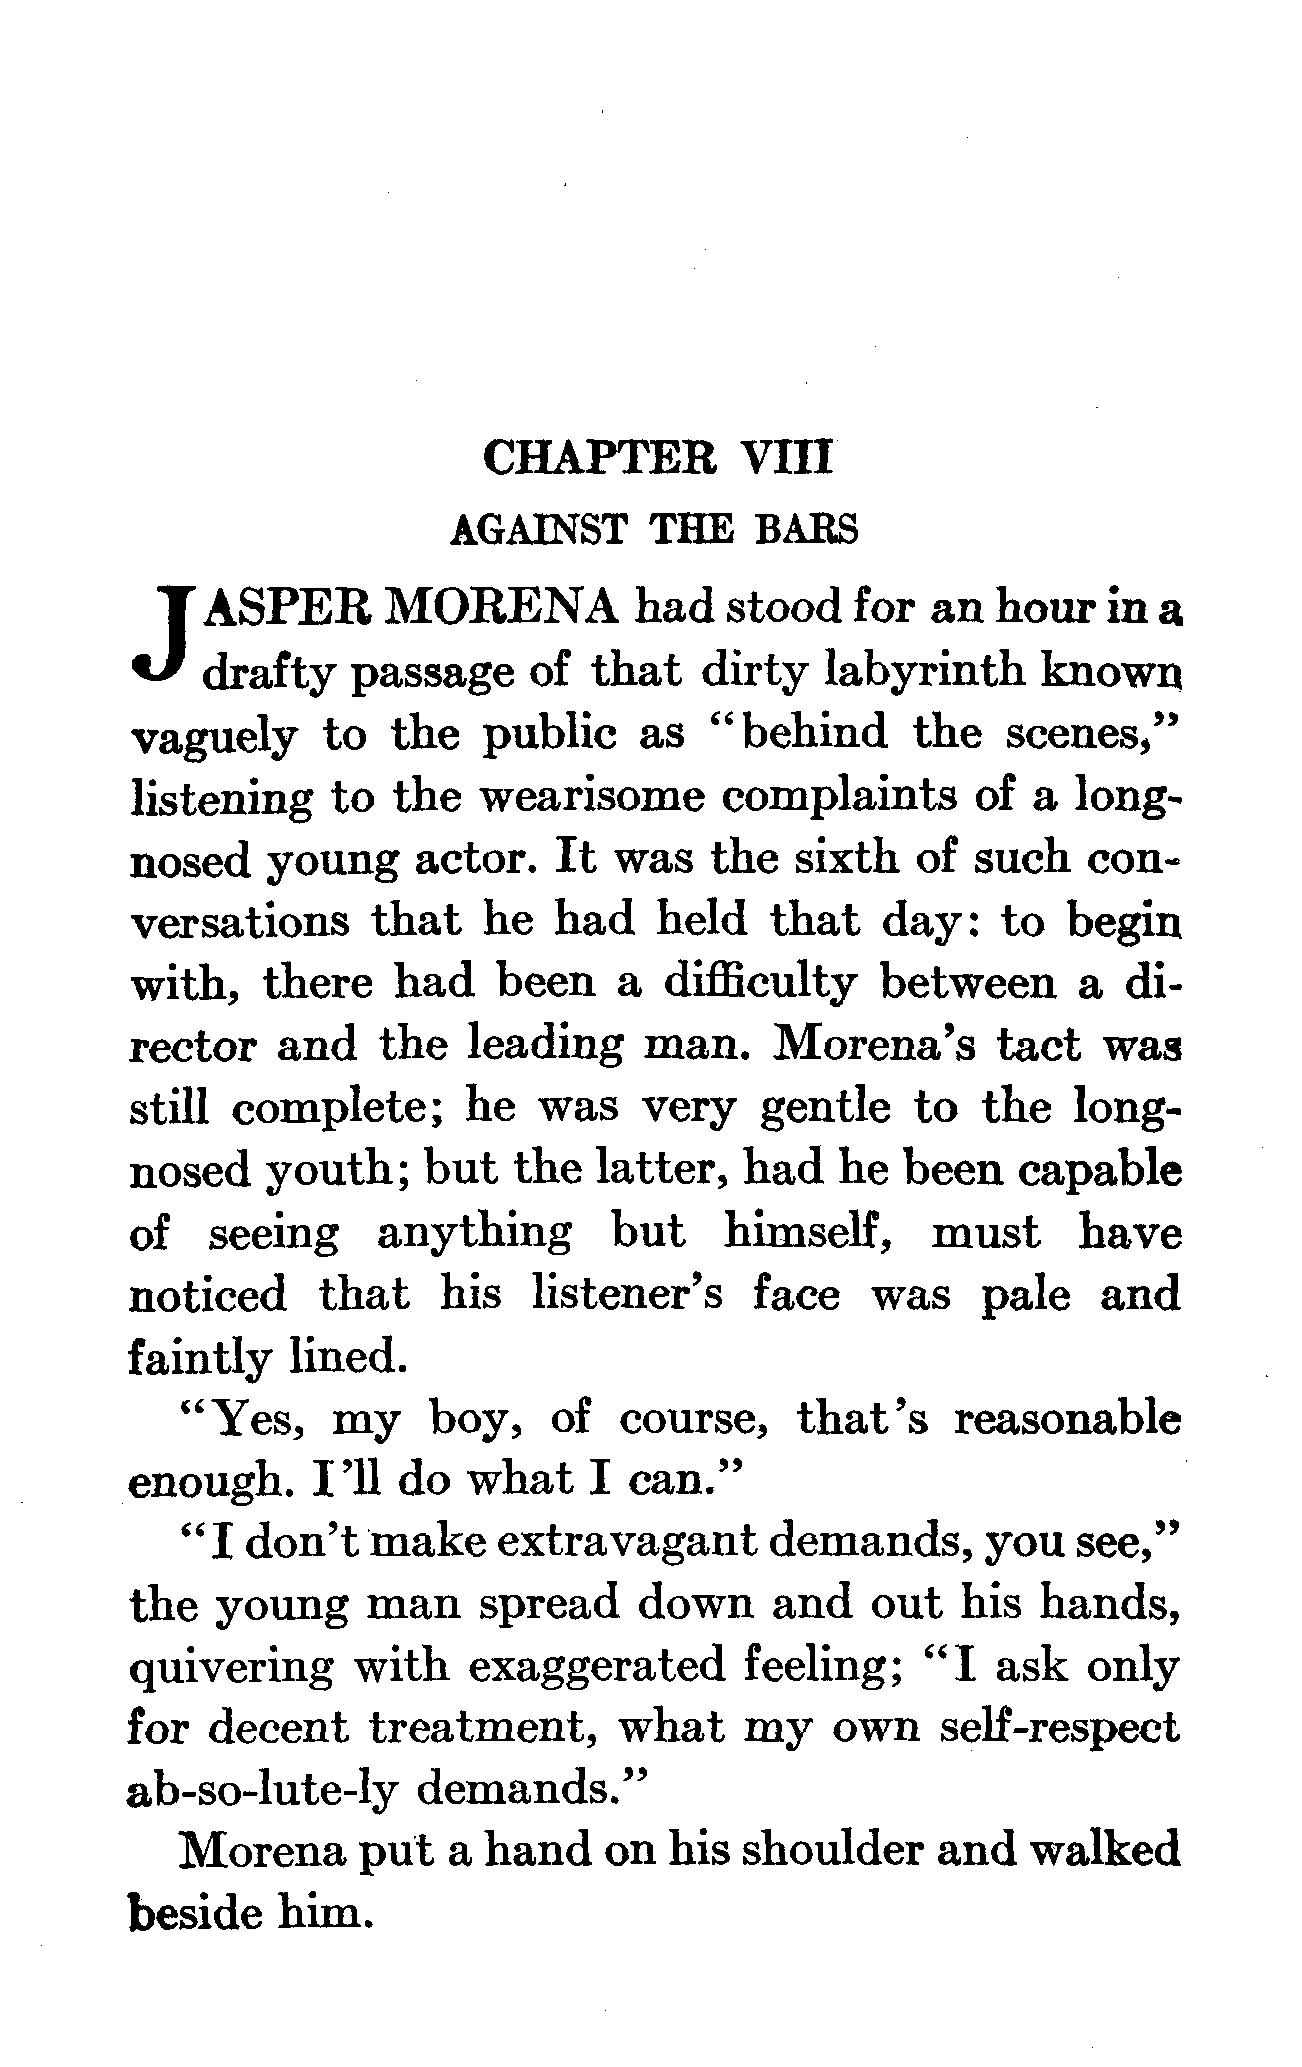 CHAPTER VIII
AGAINST THE BARS
JASPER MORENA had stood for an hour in a
drafty passage of that dirty labyrinth known
vaguely to the public as "behind the scenes,"
listening to the wearisome complaints of a long-
nosed young actor. It was the sixth of such con-
versations that he had held that day: to begin
with, there had been a difficulty between a di-
rector and the leading man. Morena's tact was
still complete; he was very gentle to the long-
nosed youth; but the latter, had he been capable
of seeing anything but himself, must have
noticed that his listener's face was pale and
faintly lined.
"Yes, my boy, of course, that's reasonable
enough. I'll do what I can."
"I don't make extravagant demands, you see,"
the young man spread down and out his hands,
quivering with exaggerated feeling; "I ask only
for decent treatment, what my own self-respect
ab-so-lute-ly demands."
Morena put a hand on his shoulder and walked
beside him.